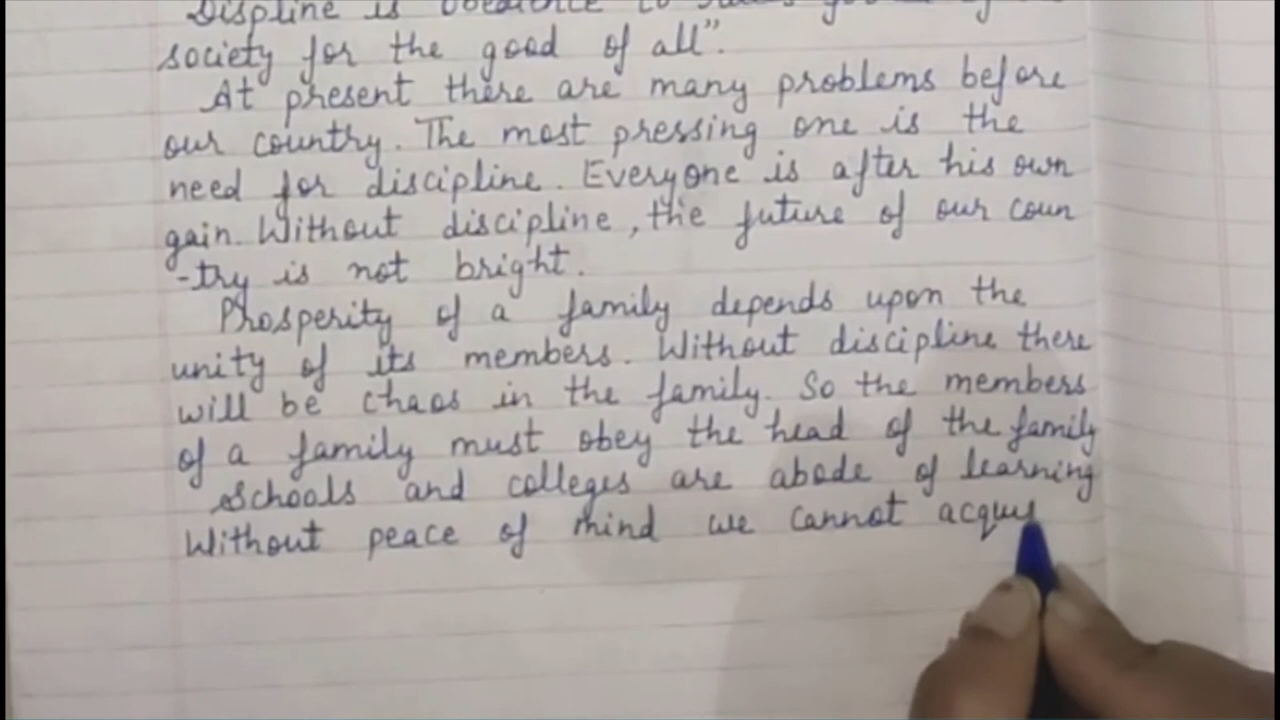 Displine is obedience to
society for the good of all".
At present there are many problems before
our country. The most pressing one is the
need for discipline. Everyone is after his own
gain. Without discipline, the future of our coun
-try is not bright.
Prosperity of a family depends upon the
unity of its members. Without discipline there
will be chaos in the family. So the members
of a family must obey the head of the family
Schools and colleges are abode of learning
Without peace of mind we cannot